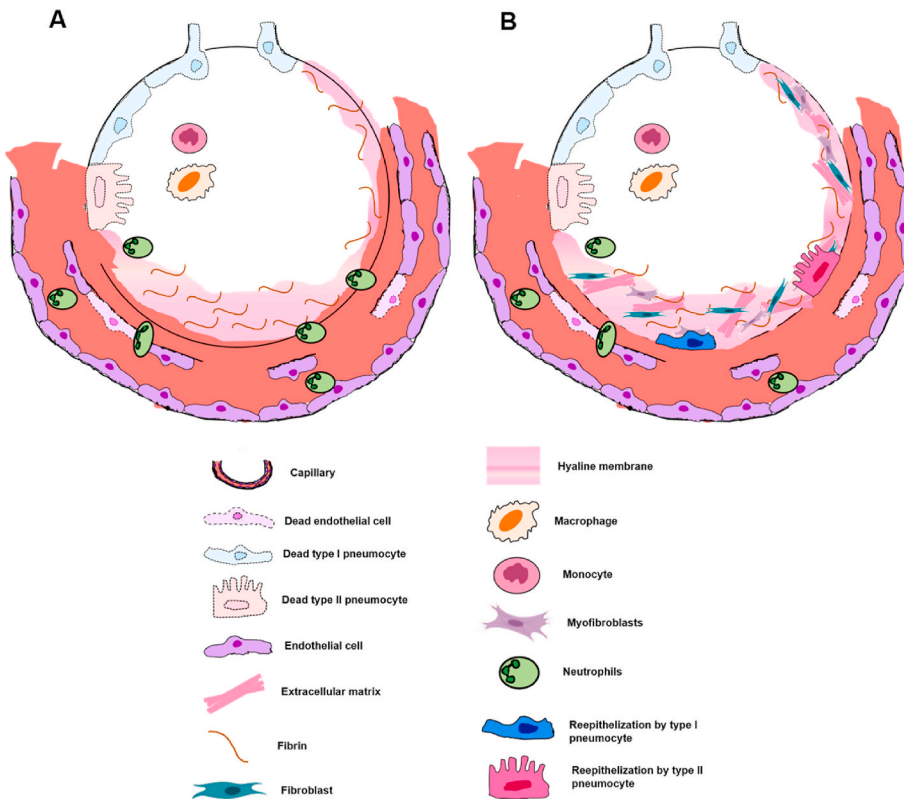 A
B
Capillary
Dead endothelial cell
Dead type I pneumocyte
Dead type II pneumocyte
Endothelial cell
Extracellular matrix
Fibrin
Fibroblast
Hyaline membrane
Macrophage
Monocyte
Myofibroblasts
Neutrophils
Reepithelization by type I
pneumocyte
Reepithelization by type II
pneumocyte